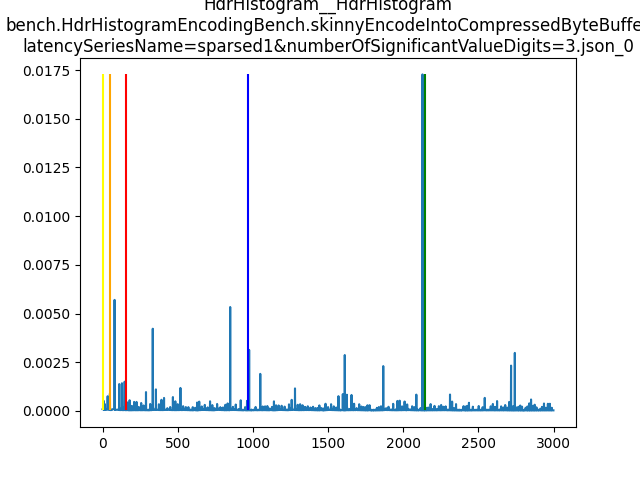 HdrHistogram__HdrHistogram
bench.HdrHistogramEncodingBench.skinnyEncodeIntoCompressedByteBuffe
latencySeriesName=sparsed1&numberOfSignificantValueDigits=3.json_0
0.0175
0.0150
0.0125
0.0100
0.0075
0.0050
0.0025
0.0000
0 500 1000 1500 2000 2500 3000